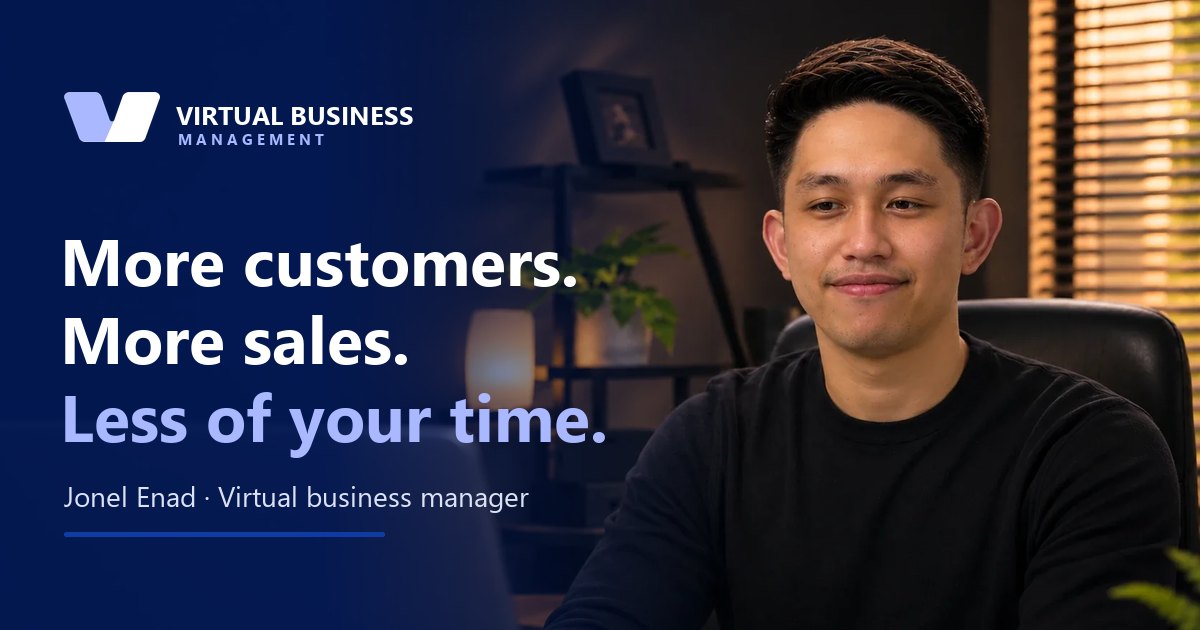 VIRTUAL BUSINESS
MANAGEMENT
More customers.
More sales.
Less of your time.
Jonel Enad · Virtual business manager